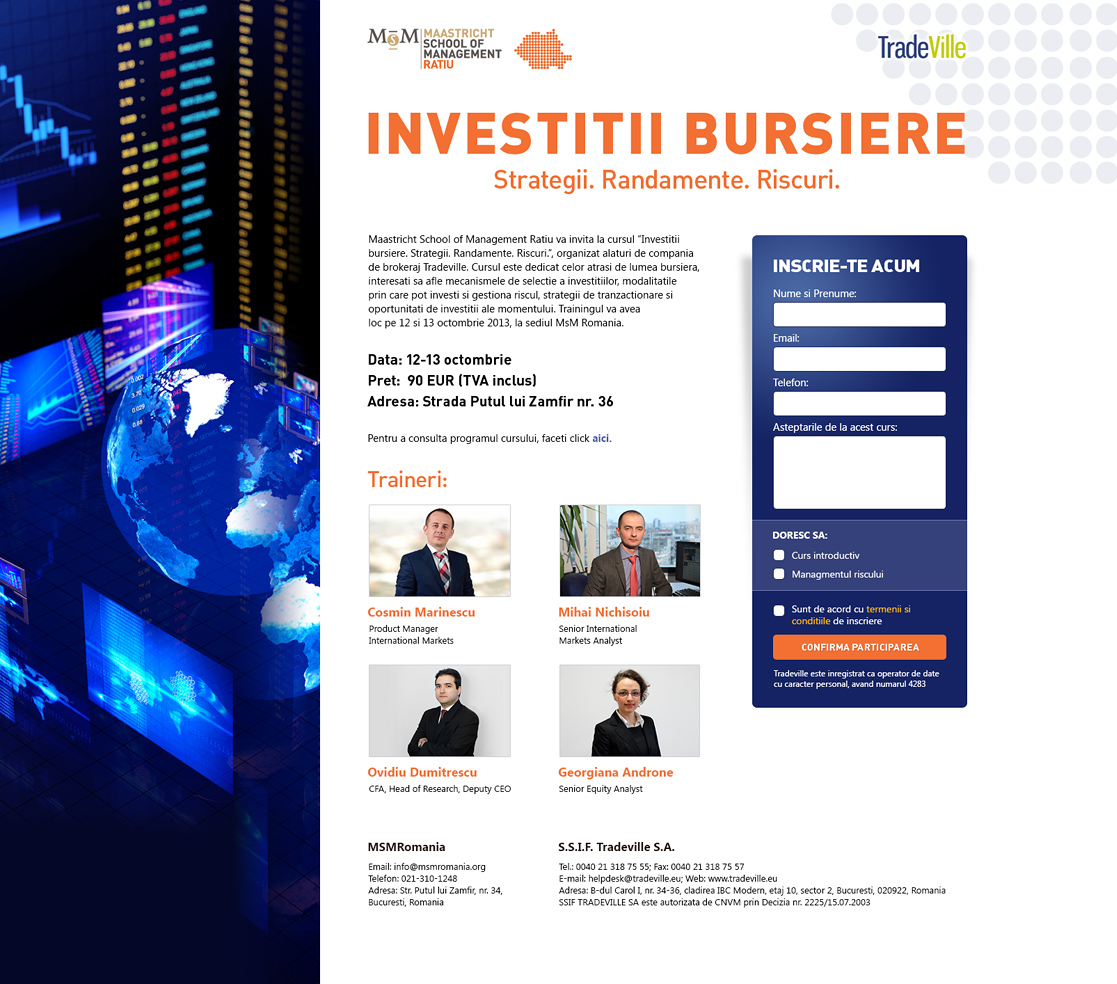 MSM MAASTRICHT
SCHOOL OF
MANAGEMENT
RATIU
TradeVille
INVESTITII BURSIERE
Strategii. Randamente. Riscuri.
Maastricht School of Management Ratiu va invita la cursul "Investitii
bursiere. Strategii. Randamente. Riscuri.", organizat alaturi de compania
de brokeraj Tradeville. Cursul este dedicat celor atrasi de lumea bursiera,
interesati sa afle mecanismele de selectie a investitiilor, modalitatile
prin care pot investi si gestiona riscul, strategii de tranzactionare si
oportunitati de investitii ale momentului. Trainingul va avea
loc pe 12 si 13 octombrie 2013, la sediul MsM Romania.
Data: 12-13 octombrie
Pret: 90 EUR (TVA inclus)
Adresa: Strada Putul lui Zamfir nr. 36
Pentru a consulta programul cursului, faceti click aici.
Traineri:
Cosmin Marinescu
Product Manager
International Markets
Mihai Nichisoiu
Senior International
Markets Analyst
Ovidiu Dumitrescu
CFA, Head of Research, Deputy CEO
Georgiana Androne
Senior Equity Analyst
INSCRIE-TE ACUM
Nume si Prenume:
Email:
Telefon:
Asteptarile de la acest curs:
DORESC SA:
Curs introductiv
Managmentul riscului
Sunt de acord cu termenii si
conditiile de inscriere
CONFIRMA PARTICIPAREA
Tradeville este inregistrat ca operator de date
cu caracter personal, avand numarul 4283
MSMRomania
Email: info@msmromania.org
Telefon: 021-310-1248
Adresa: Str. Putul lui Zamfir, nr. 34,
Bucuresti, Romania
S.S.I.F. Tradeville S.A.
Tel.: 0040 21 318 75 55; Fax: 0040 21 318 75 57
E-mail: helpdesk@tradeville.eu; Web: www.tradeville.eu
Adresa: B-dul Carol I, nr. 34-36, cladirea IBC Modern, etaj 10, sector 2, Bucuresti, 020922, Romania
SSIF TRADEVILLE SA este autorizata de CNVM prin Decizia nr. 2225/15.07.2003